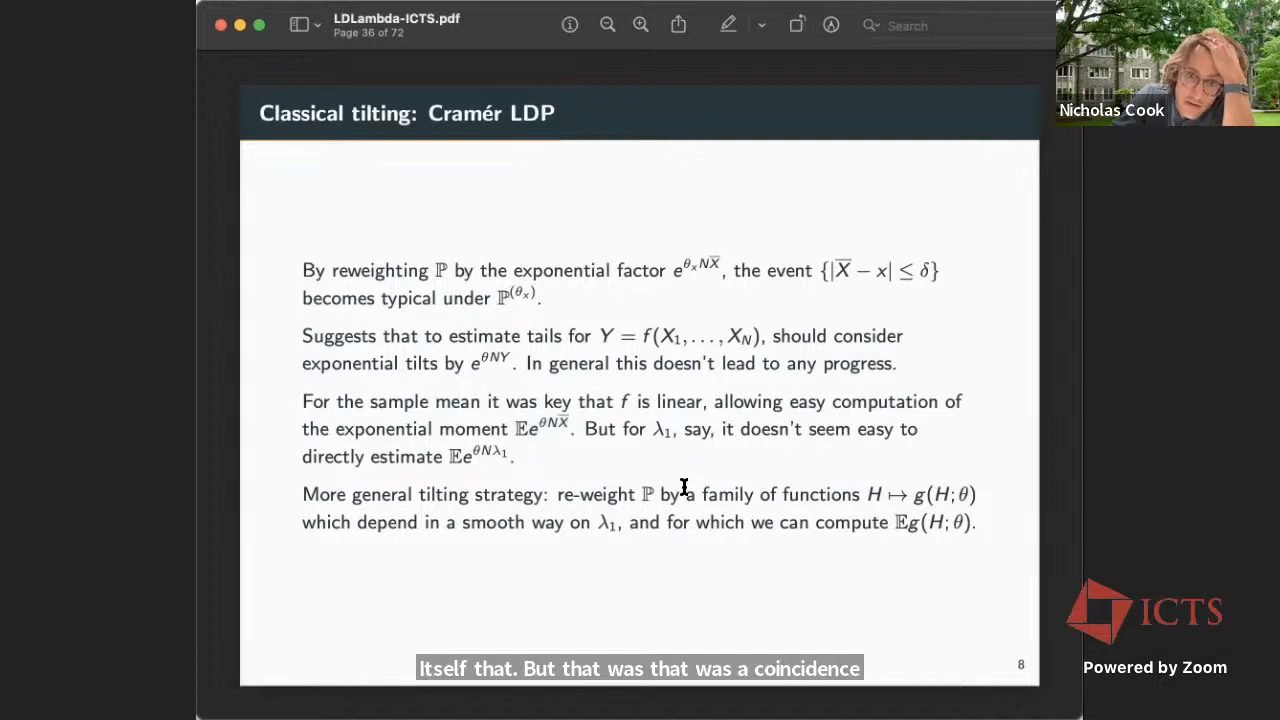 LDLambda-ICTS.pdf
Page 36 of 72
Search
Nicholas Cook
Classical tilting: Cramér LDP
By reweighting ℙ by the exponential factor e^{θ_x N X̅}, the event {|X̅ − x| ≤ δ}
becomes typical under ℙ^{(θ_x)}.
Suggests that to estimate tails for Y = f(X₁, . . . , X_N), should consider
exponential tilts by e^{θNY}. In general this doesn't lead to any progress.
For the sample mean it was key that f is linear, allowing easy computation of
the exponential moment 𝔼e^{θN X̅}. But for λ₁, say, it doesn't seem easy to
directly estimate 𝔼e^{θNλ₁}.
More general tilting strategy: re-weight ℙ by a family of functions H ↦ g(H; θ)
which depend in a smooth way on λ₁, and for which we can compute 𝔼g(H; θ).
8
Itself that. But that was that was a coincidence
ICTS
Powered by Zoom